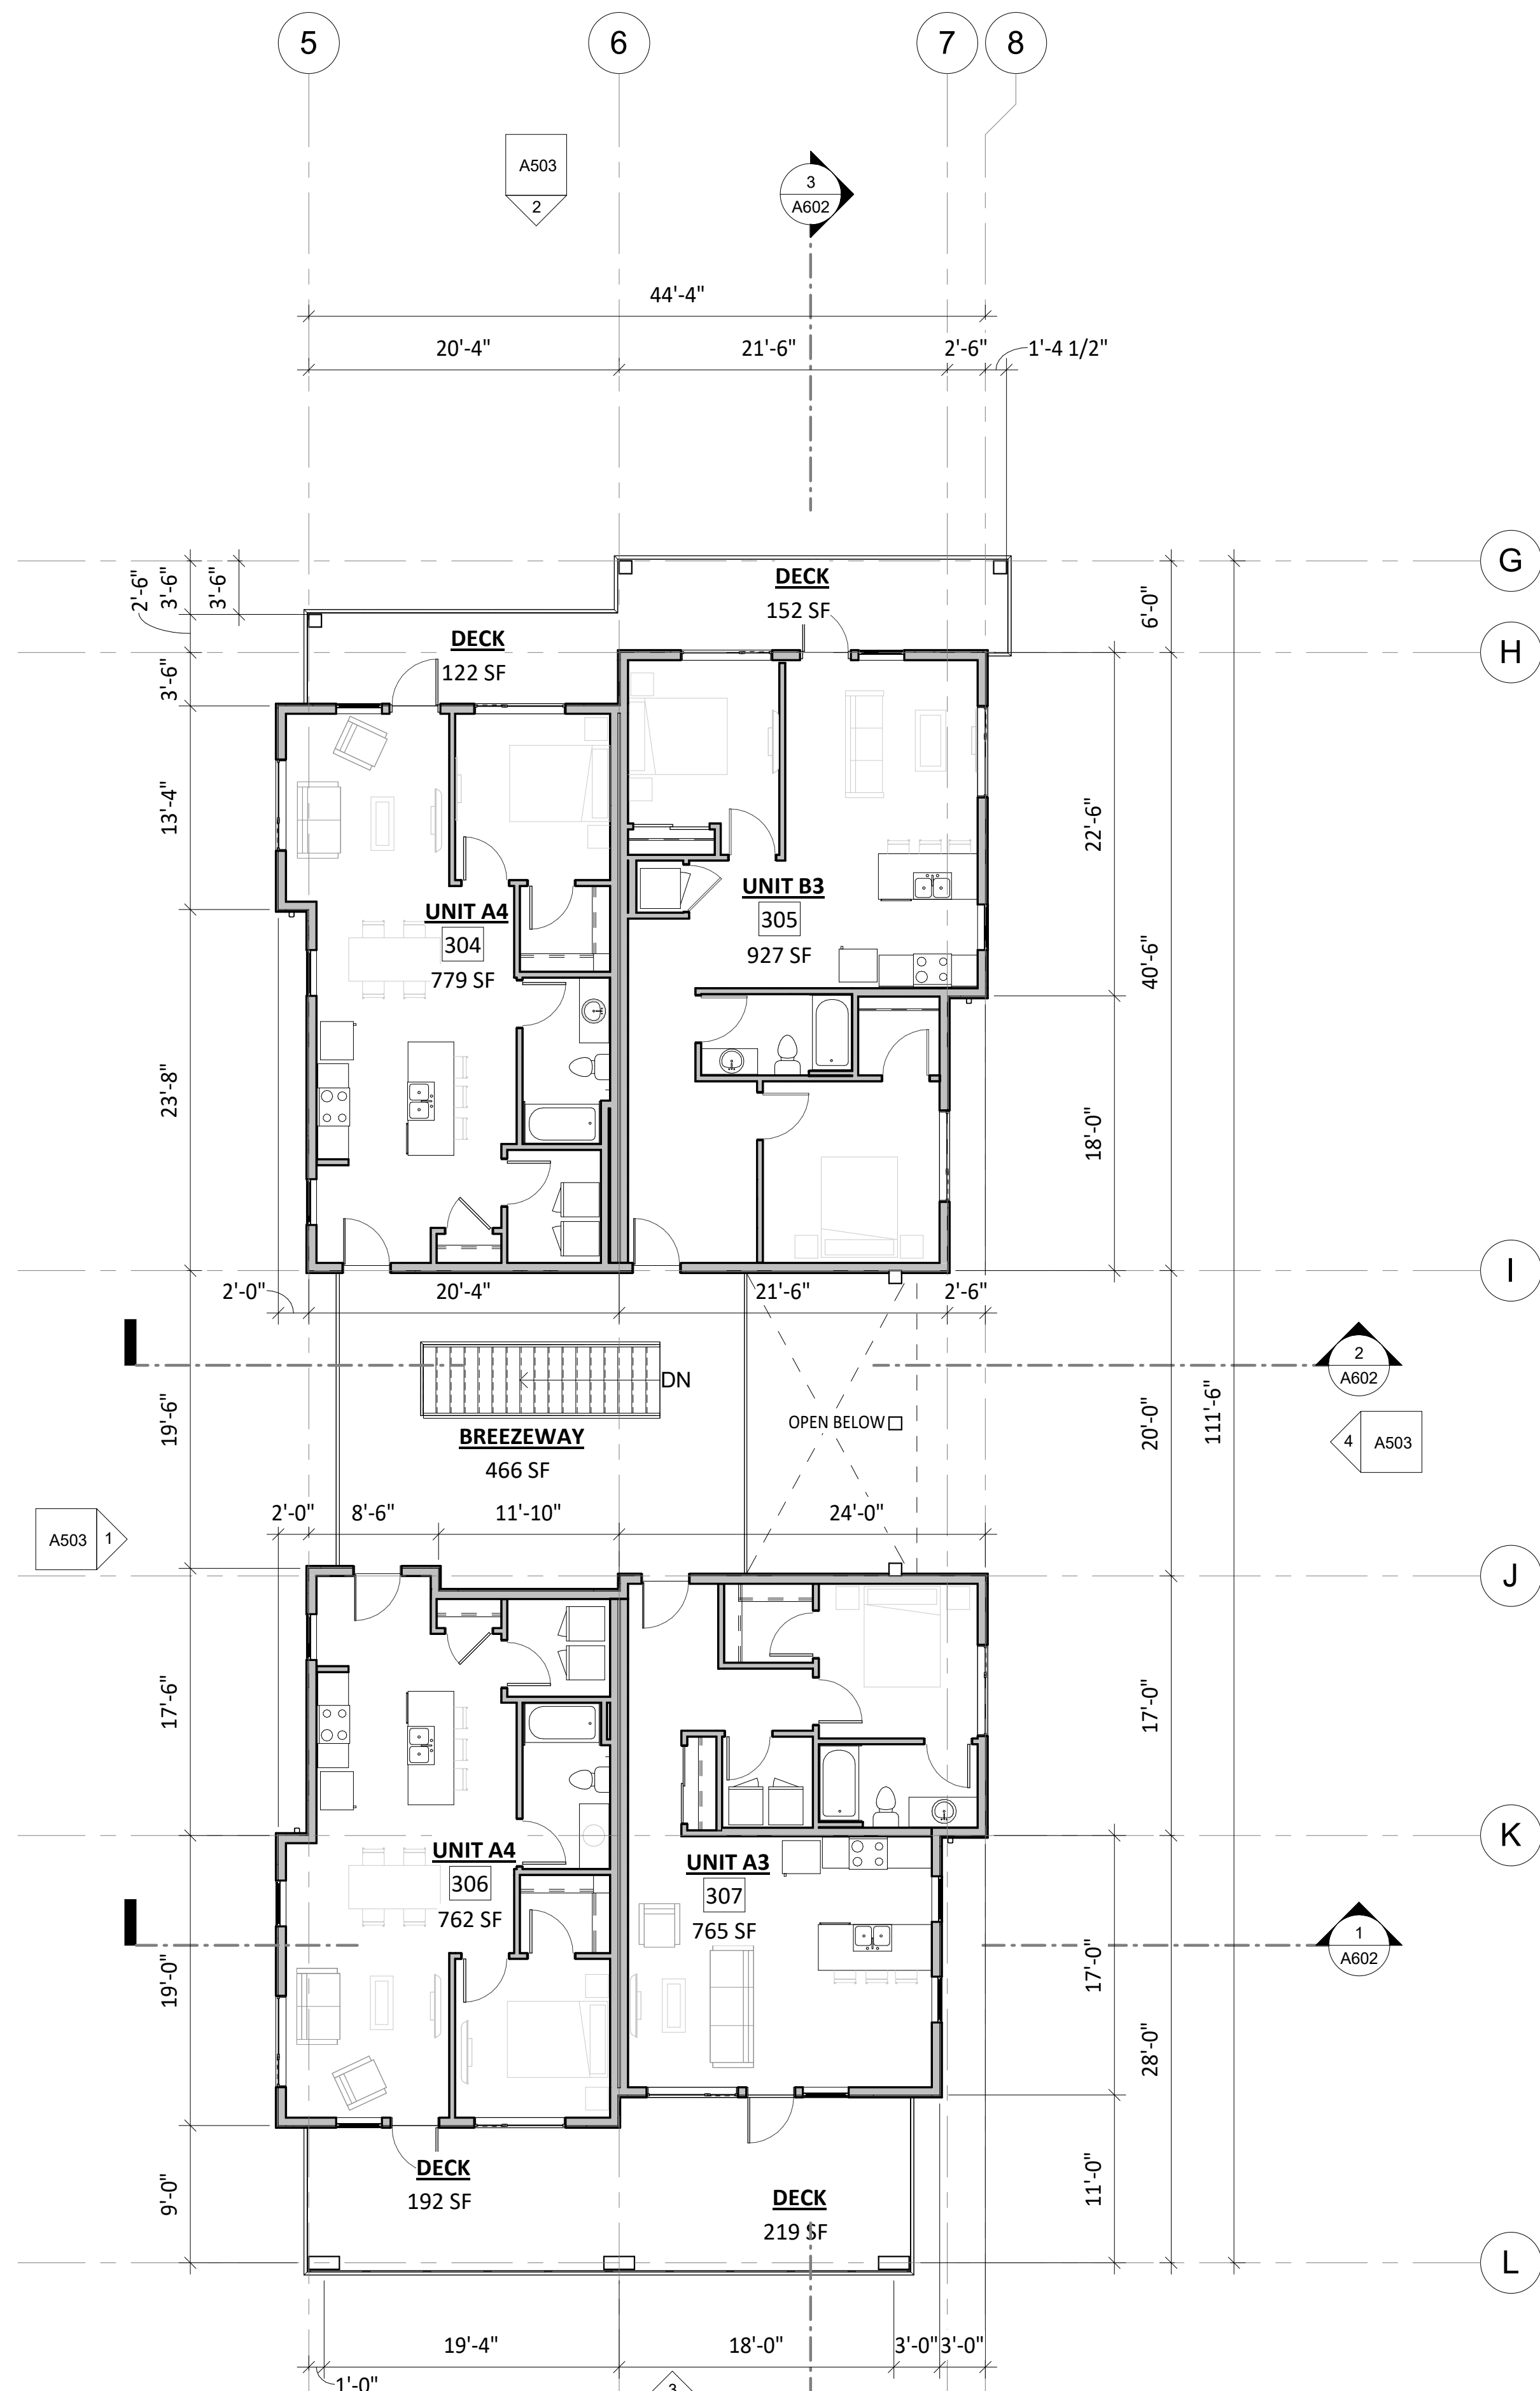 5
6
7
8
A503
2
3
A602
44'-4"
20'-4"
21'-6"
2'-6"
1'-4 1/2"
G
2'-6"
3'-6"
3'-6"
DECK
152 SF
6'-0"
DECK
122 SF
H
3'-6"
13'-4"
22'-6"
UNIT A4
304
779 SF
UNIT B3
305
927 SF
40'-6"
23'-8"
18'-0"
I
2'-0"
20'-4"
21'-6"
2'-6"
DN
2
A602
19'-6"
BREEZEWAY
466 SF
OPEN BELOW
20'-0"
111'-6"
4
A503
A503
1
2'-0"
8'-6"
11'-10"
24'-0"
J
17'-6"
17'-0"
K
UNIT A4
306
762 SF
UNIT A3
307
765 SF
1
A602
19'-0"
17'-0"
28'-0"
DECK
192 SF
DECK
219 SF
9'-0"
11'-0"
L
19'-4"
18'-0"
3'-0"
3'-0"
1'-0"
3